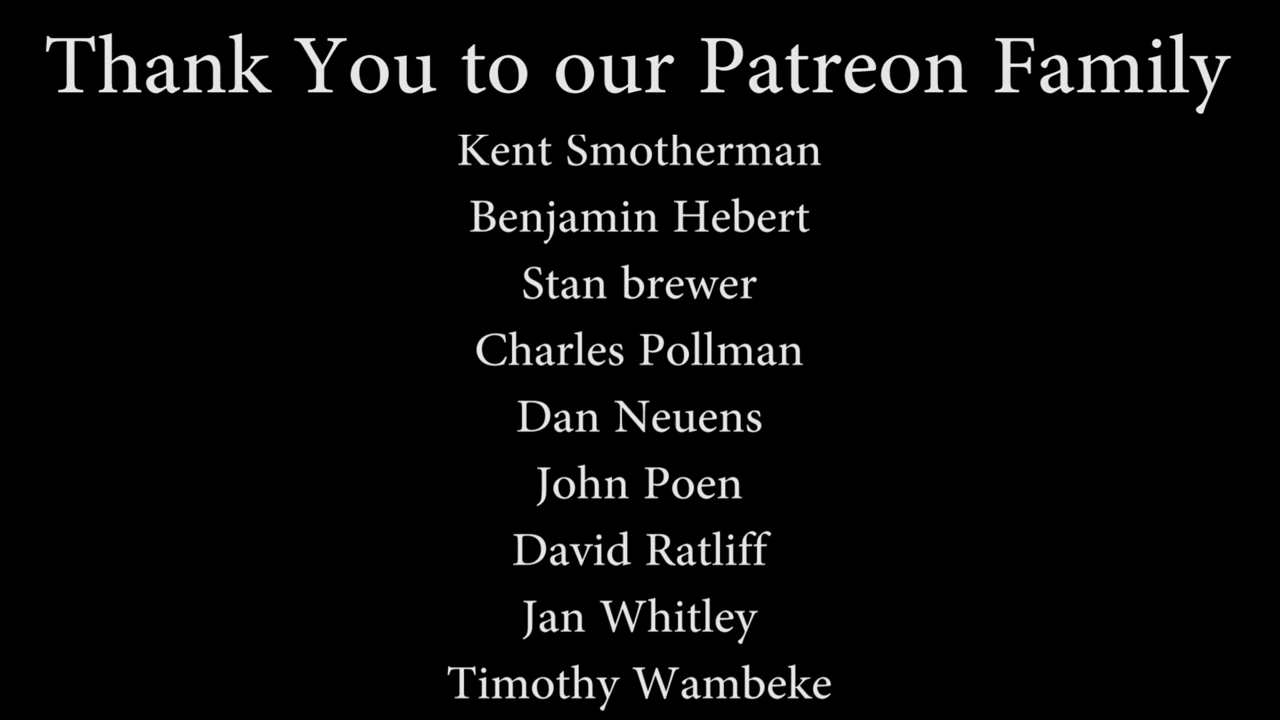 Thank You to our Patreon Family
Kent Smotherman
Benjamin Hebert
Stan brewer
Charles Pollman
Dan Neuens
John Poen
David Ratliff
Jan Whitley
Timothy Wambeke